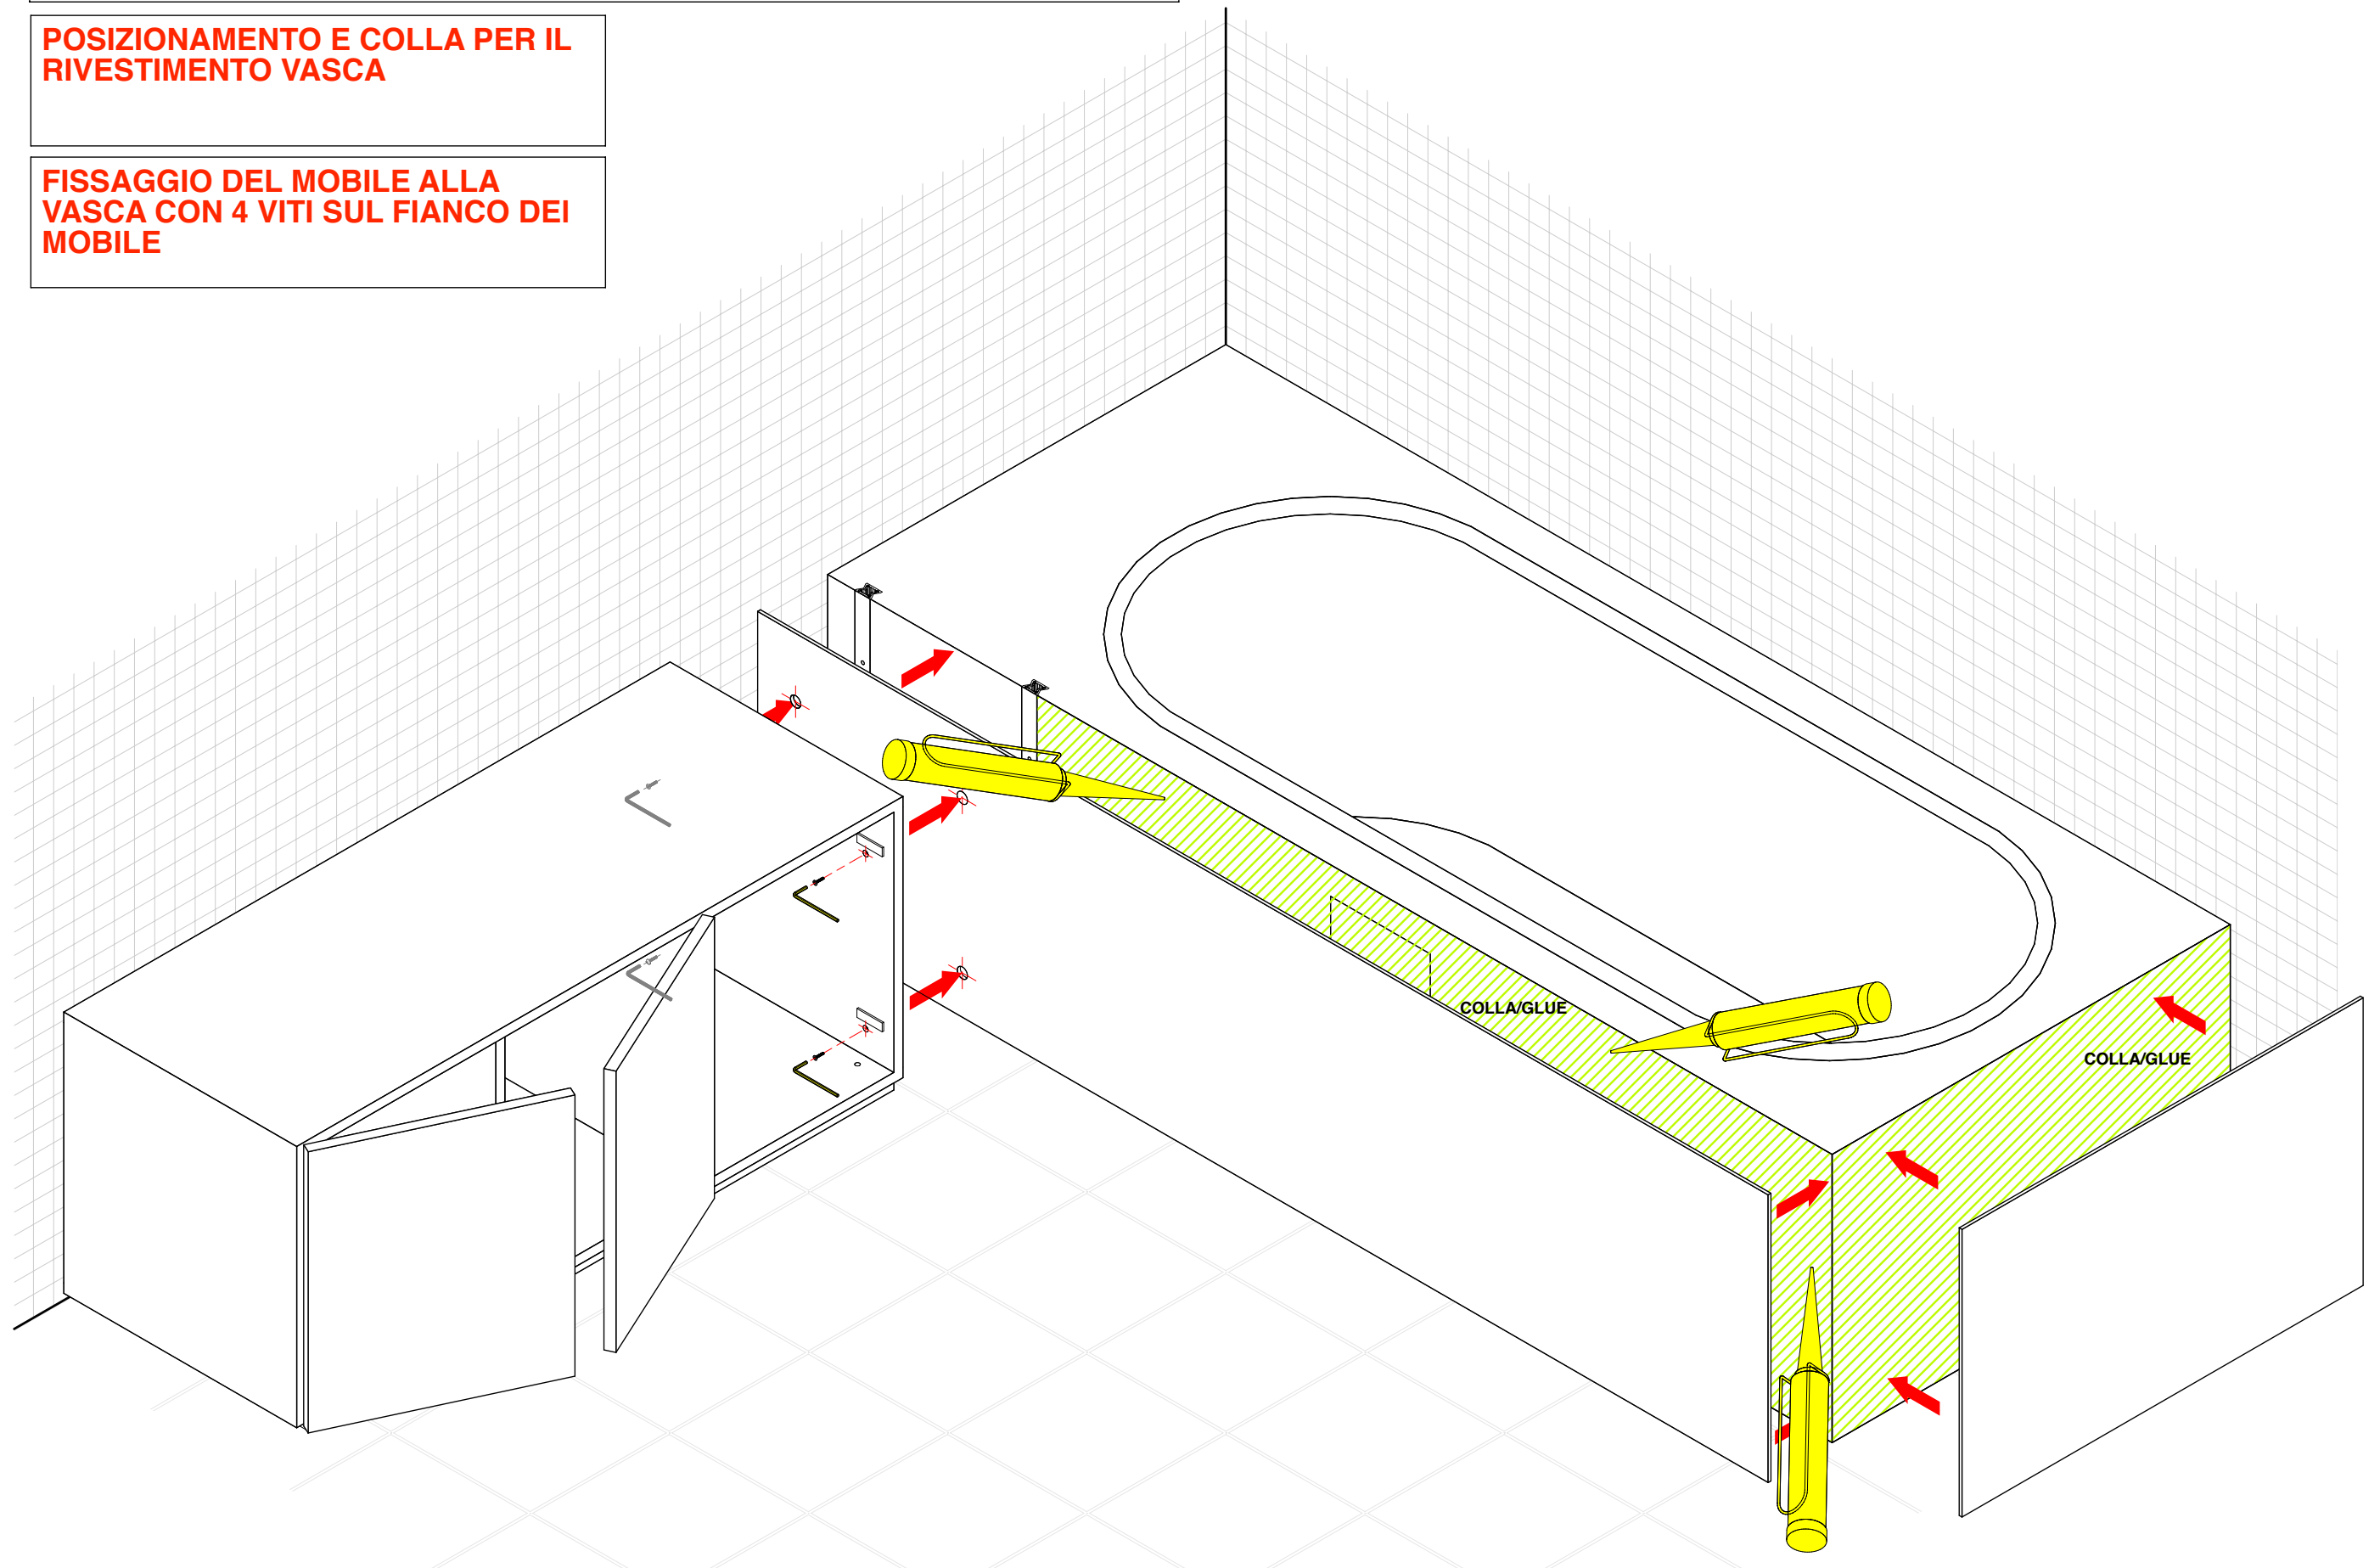 POSIZIONAMENTO E COLLA PER IL
RIVESTIMENTO VASCA
FISSAGGIO DEL MOBILE ALLA
VASCA CON 4 VITI SUL FIANCO DEI
MOBILE
COLLA/GLUE
COLLA/GLUE